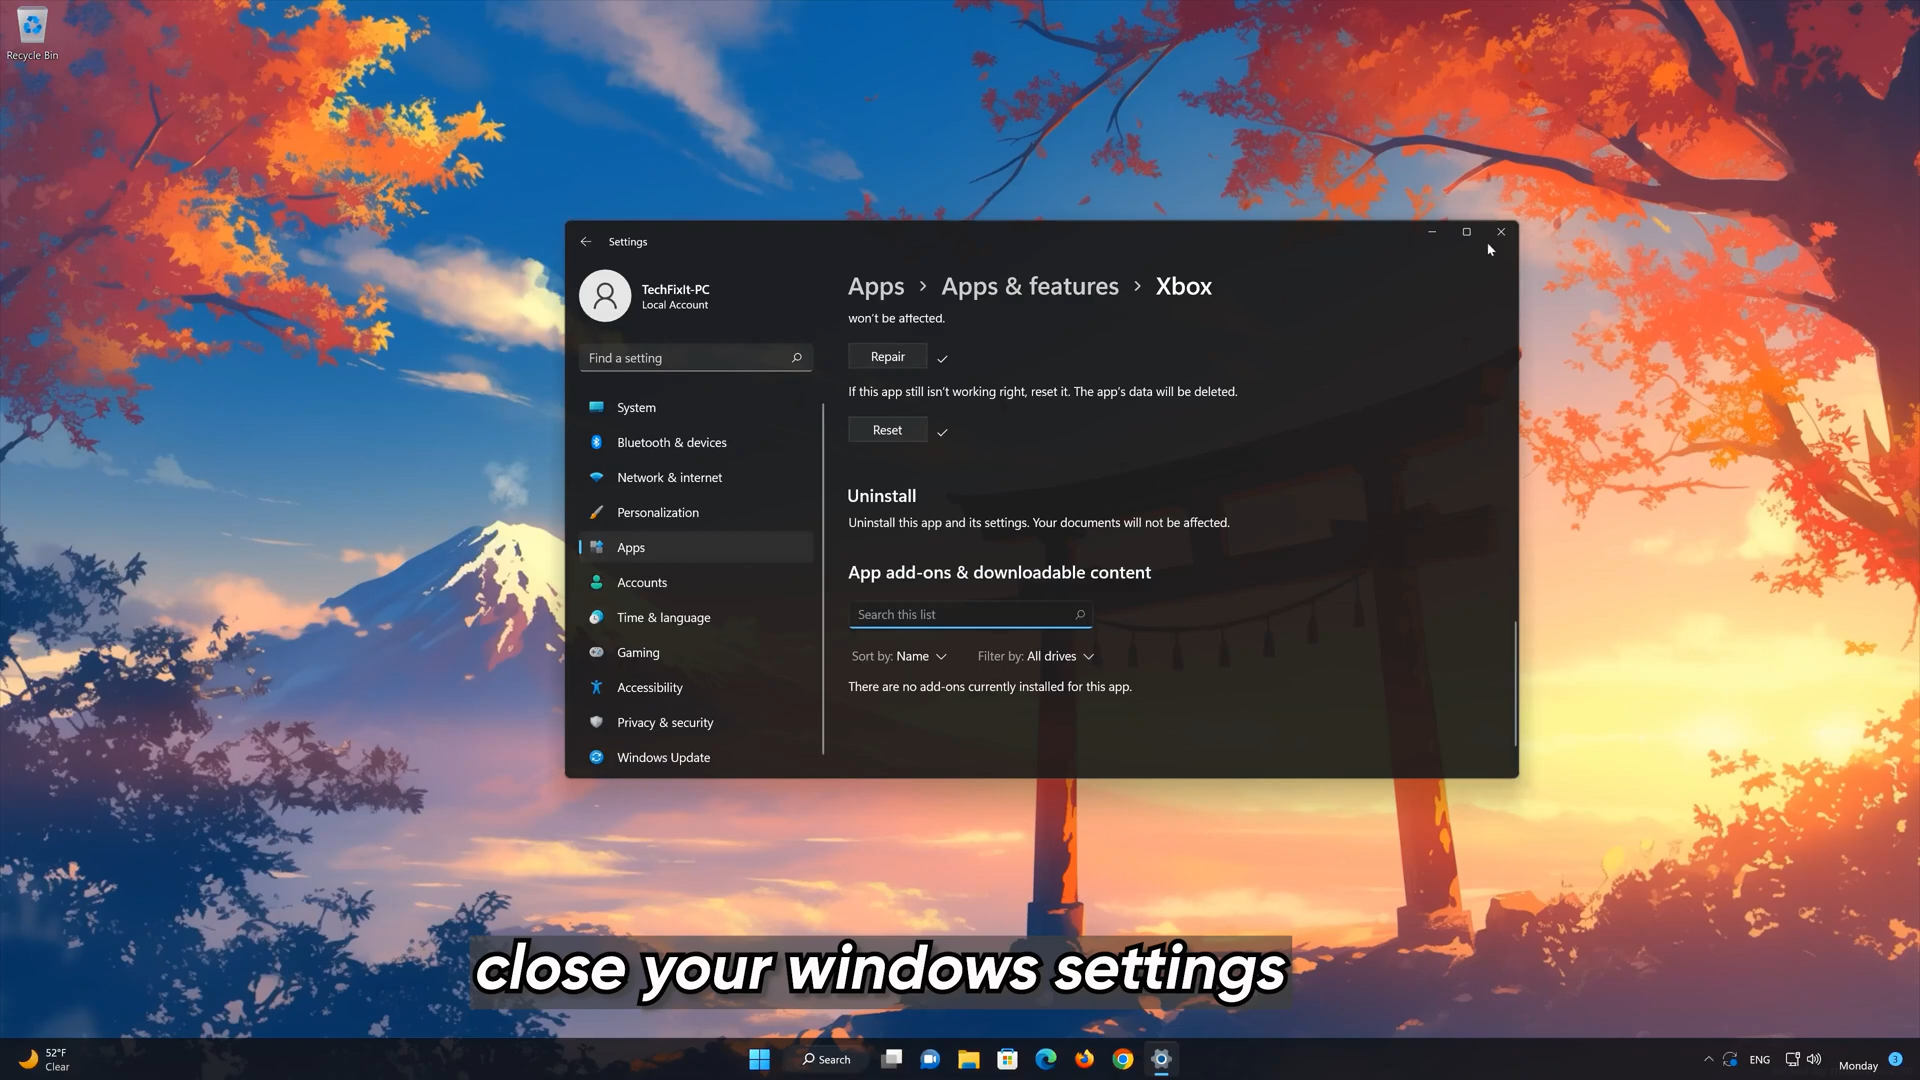 Recycle Bin
Settings
TechFixIt-PC
Local Account
Find a setting
System
Bluetooth & devices
Network & internet
Personalization
Apps
Accounts
Time & language
Gaming
Accessibility
Privacy & security
Windows Update
Apps › Apps & features › Xbox
won't be affected.
Repair
If this app still isn't working right, reset it. The app's data will be deleted.
Reset
Uninstall
Uninstall this app and its settings. Your documents will not be affected.
App add-ons & downloadable content
Search this list
Sort by: Name Filter by: All drives
There are no add-ons currently installed for this app.
close your windows settings
52°F
Clear
Search
ENG
Monday
3